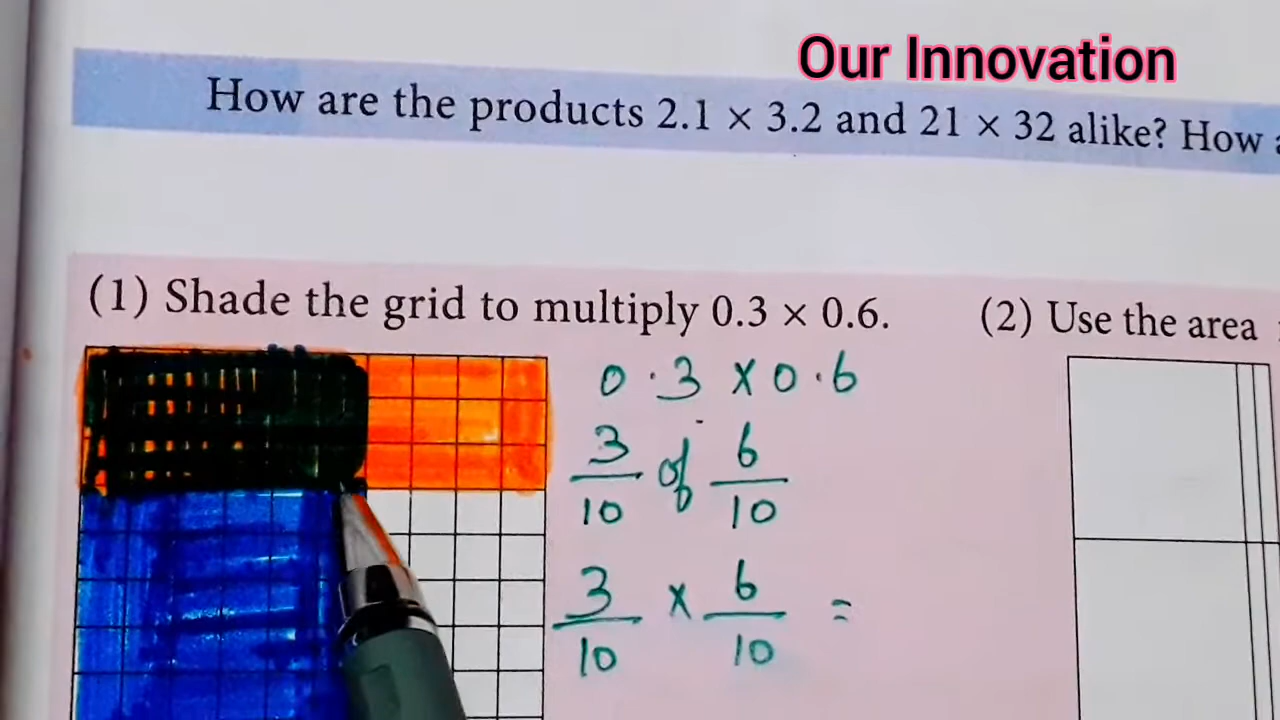 Our Innovation
How are the products 2.1 × 3.2 and 21 × 32 alike? How
(1) Shade the grid to multiply 0.3 × 0.6.
(2) Use the area
0.3 × 0.6
3/10 of 6/10
3/10 × 6/10 =